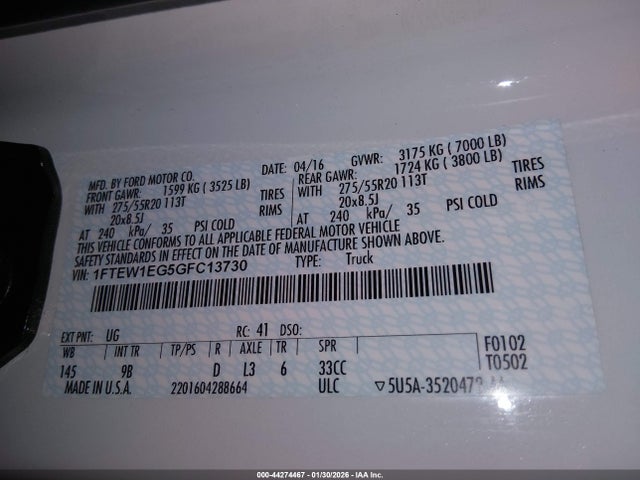 MFD. BY FORD MOTOR CO.
DATE: 04/16 GVWR: 3175 KG ( 7000 LB)
FRONT GAWR: 1599 KG ( 3525 LB) REAR GAWR: 1724 KG ( 3800 LB)
WITH 275/55R20 113T TIRES WITH 275/55R20 113T TIRES
20x8.5J RIMS 20x8.5J RIMS
AT 240 kPa/ 35 PSI COLD AT 240 kPa/ 35 PSI COLD
THIS VEHICLE CONFORMS TO ALL APPLICABLE FEDERAL MOTOR VEHICLE
SAFETY STANDARDS IN EFFECT ON THE DATE OF MANUFACTURE SHOWN ABOVE.
VIN: 1FTEW1EG5GFC13730 TYPE: Truck
EXT PNT: UG RC: 41 DSO:
WB INT TR TP/PS R AXLE TR SPR F0102
145 9B D L3 6 33CC T0502
MADE IN U.S.A. 2201604288664 ULC ▽5U5A-3520472
000-44274467 - 01/30/2026 - IAA Inc.